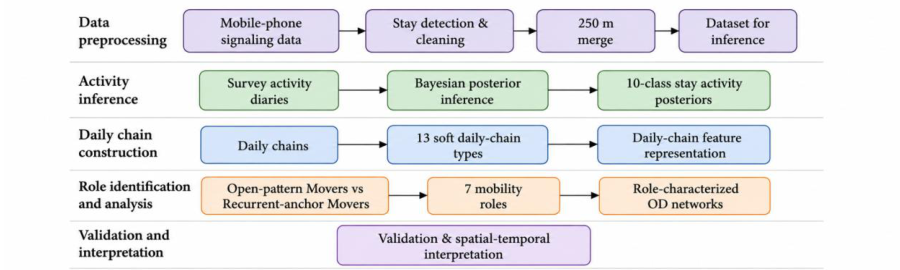 Data
preprocessing
Mobile-phone
signaling data
Stay detection &
cleaning
250 m
merge
Dataset for
inference
Activity
inference
Survey activity
diaries
Bayesian posterior
inference
10-class stay activity
posteriors
Daily chain
construction
Daily chains
13 soft daily-chain
types
Daily-chain feature
representation
Role identification
and analysis
Open-pattern Movers vs
Recurrent-anchor Movers
7 mobility
roles
Role-characterized
OD networks
Validation and
interpretation
Validation & spatial-temporal
interpretation